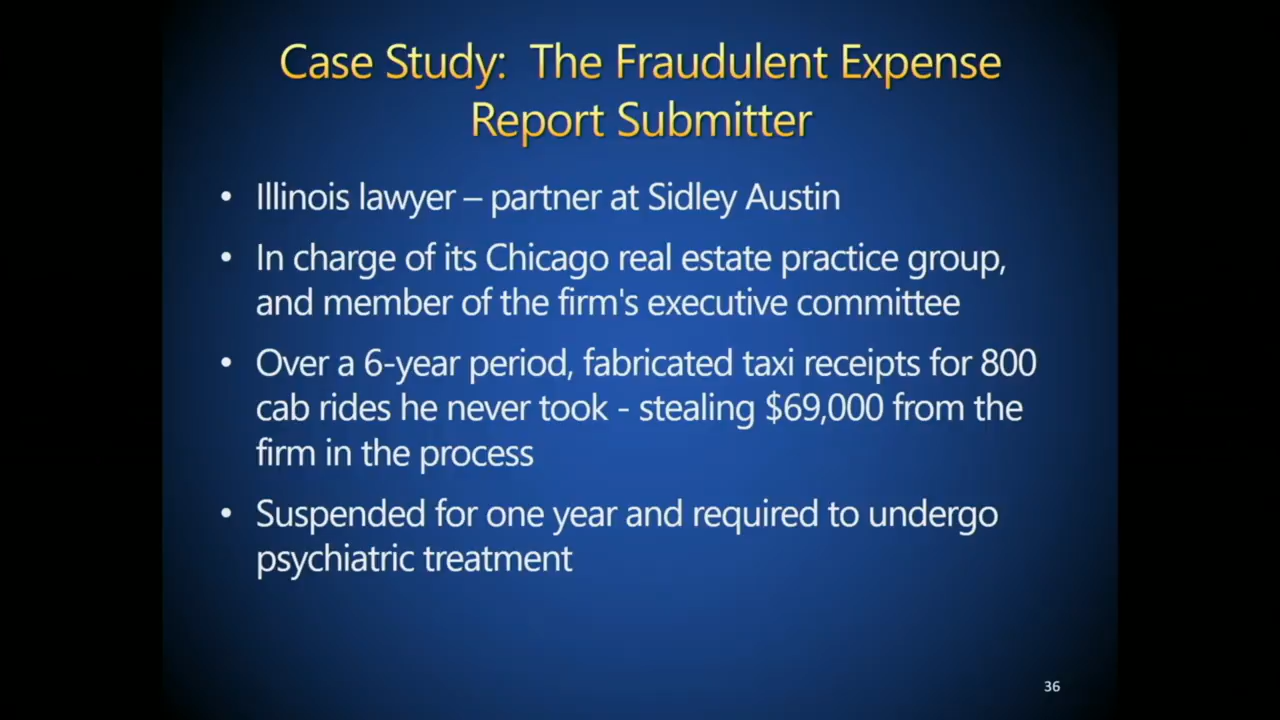 Case Study:  The Fraudulent Expense
Report Submitter
• Illinois lawyer – partner at Sidley Austin
• In charge of its Chicago real estate practice group,
and member of the firm's executive committee
• Over a 6-year period, fabricated taxi receipts for 800
cab rides he never took - stealing $69,000 from the
firm in the process
• Suspended for one year and required to undergo
psychiatric treatment
36